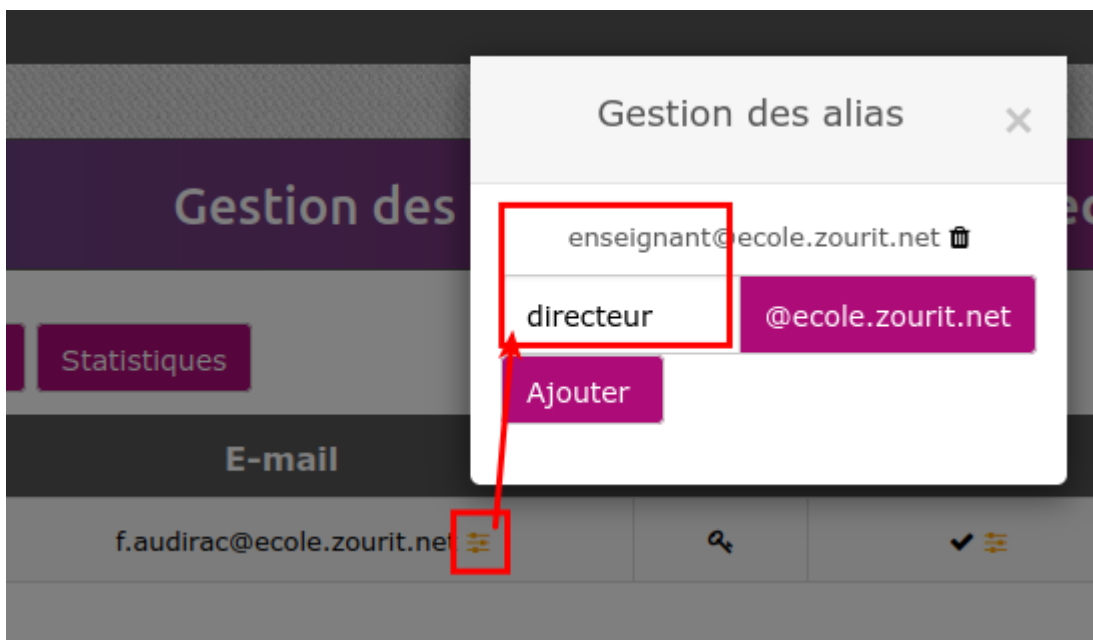 Gestion des alias
Gestion des
enseignant@ecole.zourit.net
directeur
@ecole.zourit.net
Statistiques
Ajouter
E-mail
f.audirac@ecole.zourit.net